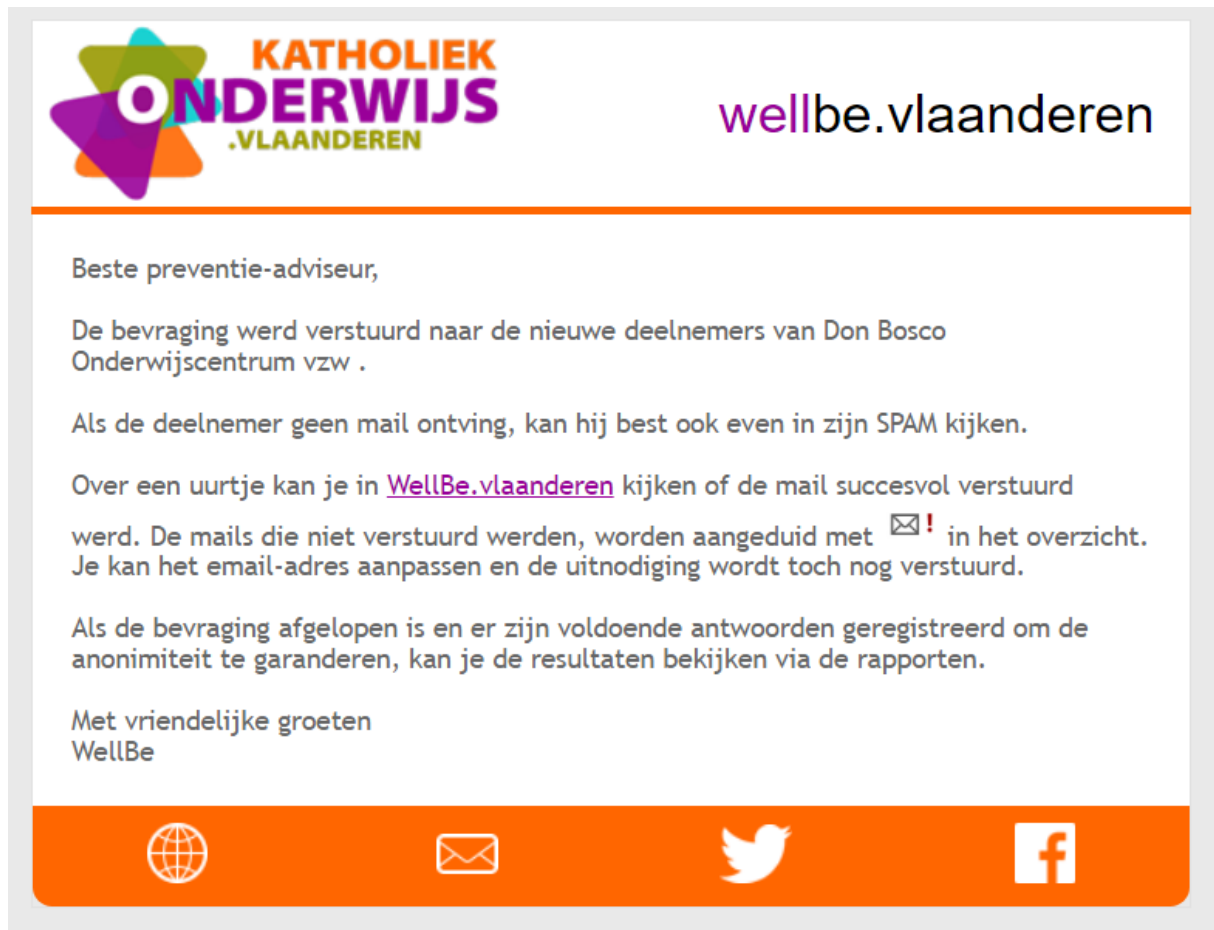 KATHOLIEK
ONDERWIJS
.VLAANDEREN
wellbe.vlaanderen
Beste preventie-adviseur,
De bevraging werd verstuurd naar de nieuwe deelnemers van Don Bosco
Onderwijscentrum vzw .
Als de deelnemer geen mail ontving, kan hij best ook even in zijn SPAM kijken.
Over een uurtje kan je in WellBe.vlaanderen kijken of de mail succesvol verstuurd
werd. De mails die niet verstuurd werden, worden aangeduid met ! in het overzicht.
Je kan het email-adres aanpassen en de uitnodiging wordt toch nog verstuurd.
Als de bevraging afgelopen is en er zijn voldoende antwoorden geregistreerd om de
anonimiteit te garanderen, kan je de resultaten bekijken via de rapporten.
Met vriendelijke groeten
WellBe